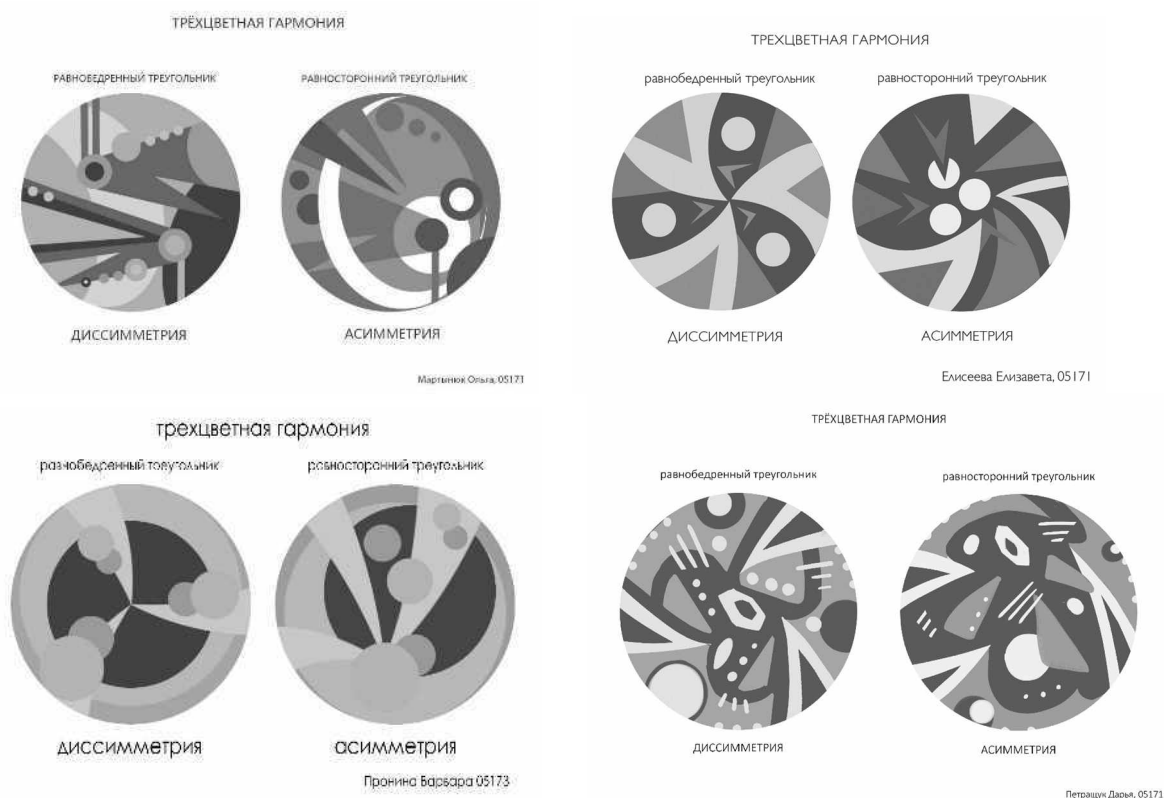 ТРЁХЦВЕТНАЯ ГАРМОНИЯ
РАВНОБЕДРЕННЫЙ ТРЕУГОЛЬНИК
РАВНОСТОРОННИЙ ТРЕУГОЛЬНИК
ДИССИММЕТРИЯ
АСИММЕТРИЯ
Мартынюк Ольга, 05171
ТРЕХЦВЕТНАЯ ГАРМОНИЯ
равнобедренный треугольник
равносторонний треугольник
ДИССИММЕТРИЯ
АСИММЕТРИЯ
Елисеева Елизавета, 05171
трехцветная гармония
равнобедренный треугольник
равносторонний треугольник
диссимметрия
асимметрия
Пронина Варвара 05173
ТРЁХЦВЕТНАЯ ГАРМОНИЯ
равнобедренный треугольник
равносторонний треугольник
ДИССИММЕТРИЯ
АСИММЕТРИЯ
Петращук Дарья, 05171